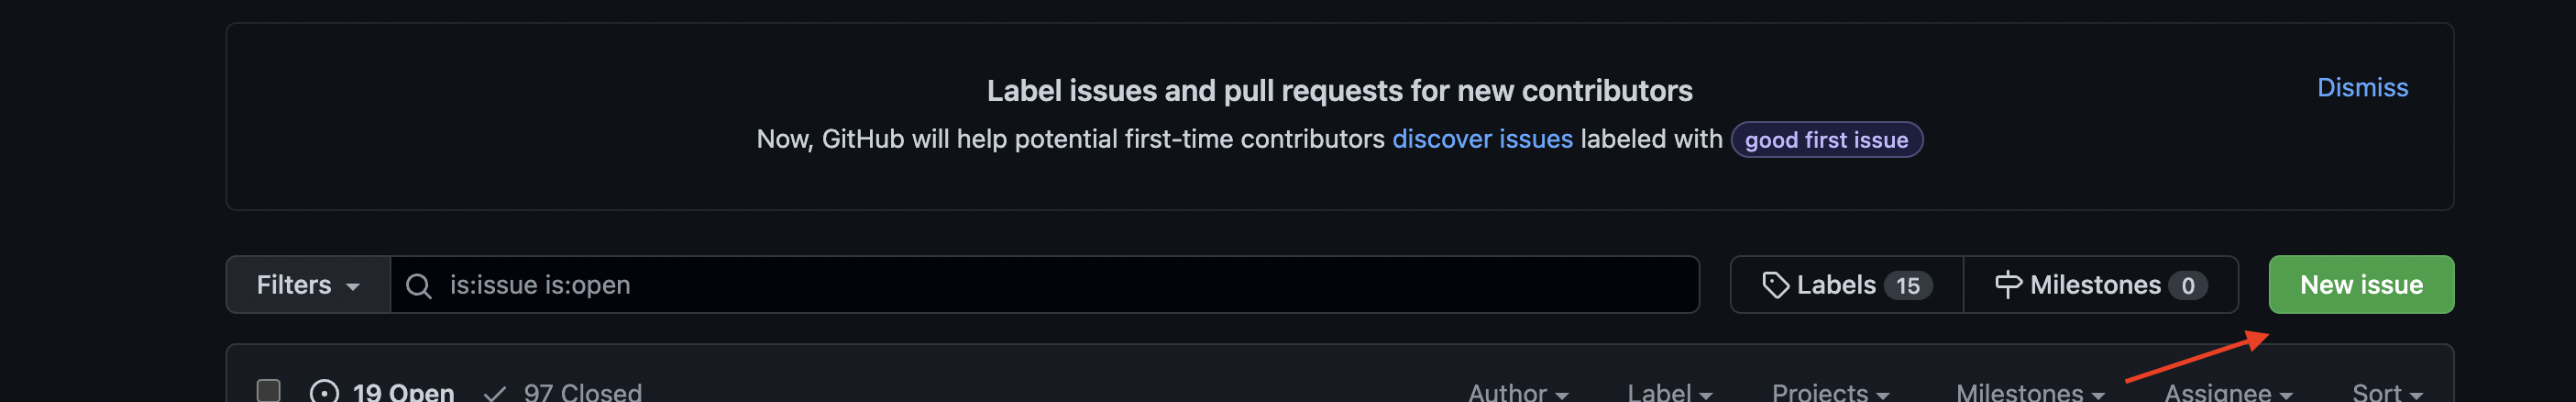 Label issues and pull requests for new contributors
Dismiss
Now, GitHub will help potential first-time contributors discover issues labeled with good first issue
Filters is:issue is:open Labels 15 Milestones 0 New issue
19 Open 97 Closed Author Label Projects Milestones Assignee Sort